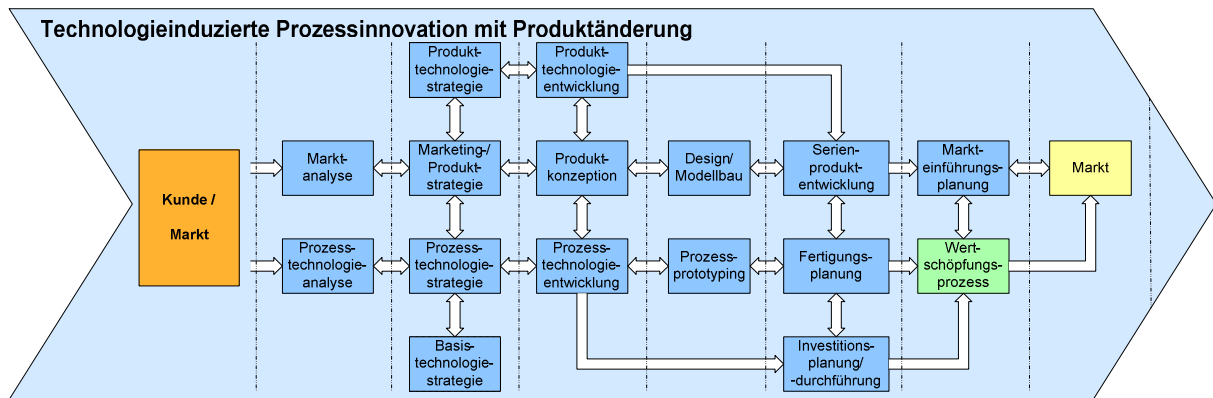 Technologieinduzierte Prozessinnovation mit Produktänderung
Produkt-
technologie-
strategie
Produkt-
technologie-
entwicklung
Kunde /
Markt
Markt-
analyse
Marketing-/
Produkt-
strategie
Produkt-
konzeption
Design/
Modellbau
Serien-
produkt-
entwicklung
Markt-
einführungs-
planung
Markt
Prozess-
technologie-
analyse
Prozess-
technologie-
strategie
Prozess-
technologie-
entwicklung
Prozess-
prototyping
Fertigungs-
planung
Wert-
schöpfungs-
prozess
Basis-
technologie-
strategie
Investitions-
planung/
-durchführung